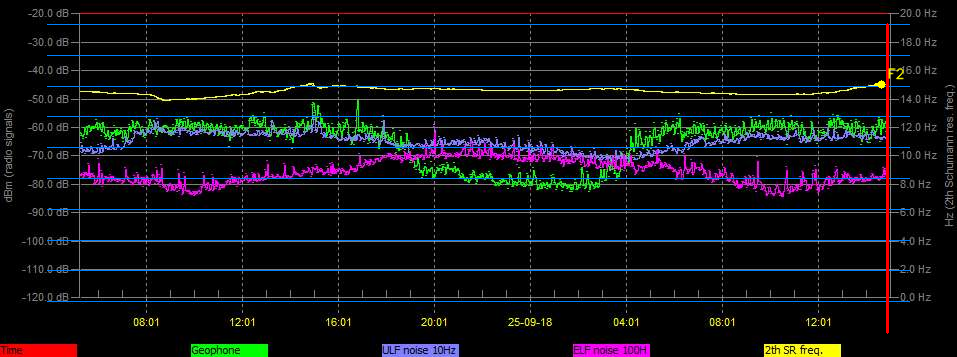 -20.0 dB 20.0 Hz
-30.0 dB 18.0 Hz
-40.0 dB 16.0 Hz
F2
-50.0 dB 14.0 Hz
-60.0 dB 12.0 Hz
-70.0 dB 10.0 Hz
-80.0 dB 8.0 Hz
-90.0 dB 6.0 Hz
-100.0 dB 4.0 Hz
-110.0 dB 2.0 Hz
-120.0 dB 0.0 Hz
dBm (radio signals)
Hz (2th Schumann res. freq.)
08:01 12:01 16:01 20:01 25-09-18 04:01 08:01 12:01
Time Geophone ULF noise 10Hz ELF noise 100H 2th SR freq.